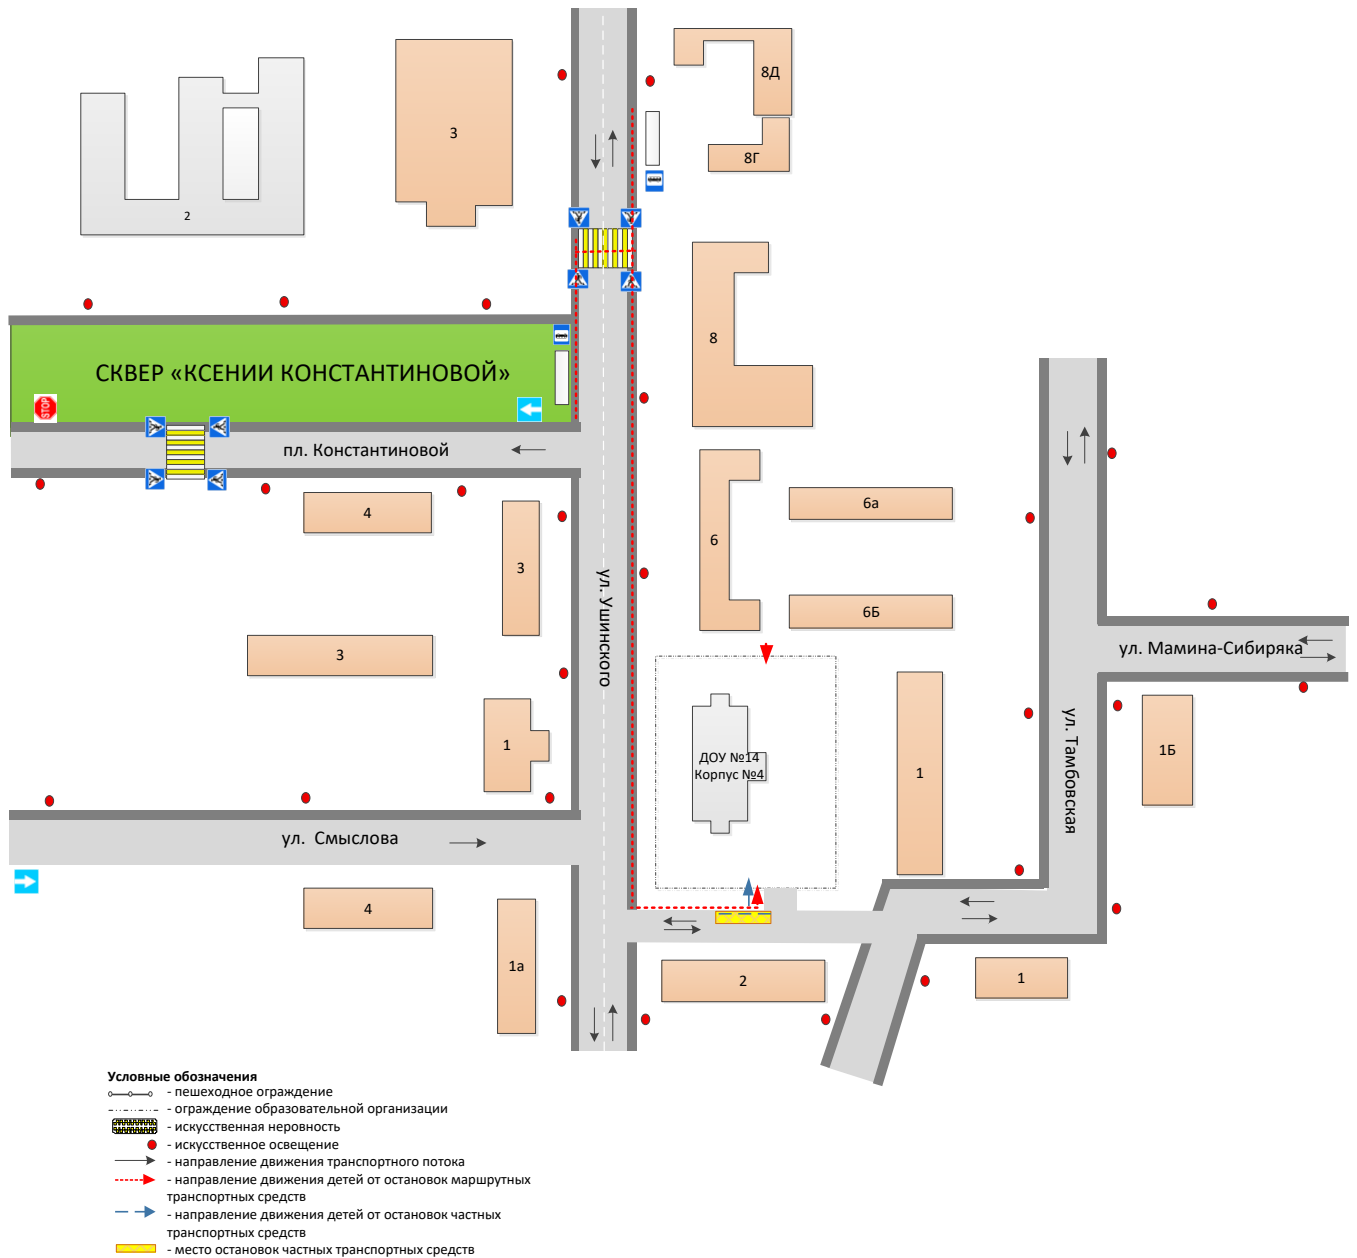 8Д
3
8Г
2
8
СКВЕР «КСЕНИИ КОНСТАНТИНОВОЙ»
STOP
пл. Константиновой
4
6а
3
6
ул. Ушинского
6Б
3
ул. Мамина-Сибиряка
1
ДОУ №14
Корпус №4
1
ул. Тамбовская
1Б
ул. Смыслова
4
1а
2
1
Условные обозначения
- пешеходное ограждение
- ограждение образовательной организации
- искусственная неровность
- искусственное освещение
- направление движения транспортного потока
- направление движения детей от остановок маршрутных
транспортных средств
- направление движения детей от остановок частных
транспортных средств
- место остановок частных транспортных средств